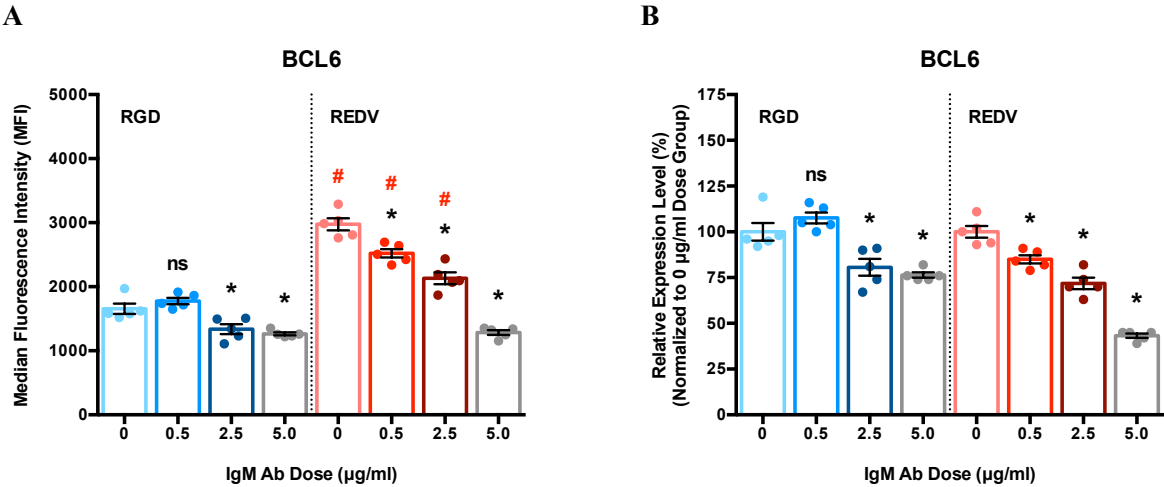 A
BCL6
Median Fluorescence Intensity (MFI)
5000
4000
3000
2000
1000
0
RGD
REDV
ns
*
*
#
#
*
#
*
*
0
0.5
2.5
5.0
0
0.5
2.5
5.0
IgM Ab Dose (µg/ml)
B
BCL6
Relative Expression Level (%)
(Normalized to 0 µg/ml Dose Group)
175
150
125
100
75
50
25
0
RGD
REDV
ns
*
*
*
*
*
0
0.5
2.5
5.0
0
0.5
2.5
5.0
IgM Ab Dose (µg/ml)